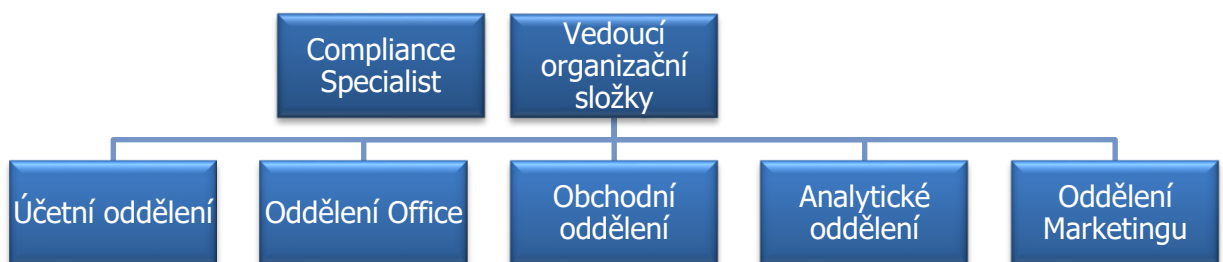 Compliance
Specialist
Vedoucí
organizační
složky
Účetní oddělení
Oddělení Office
Obchodní
oddělení
Analytické
oddělení
Oddělení
Marketingu